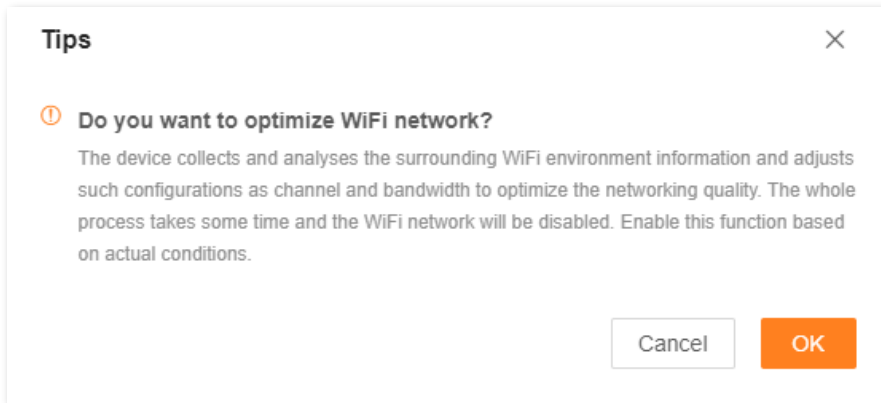 Tips
Do you want to optimize WiFi network?
The device collects and analyses the surrounding WiFi environment information and adjusts
such configurations as channel and bandwidth to optimize the networking quality. The whole
process takes some time and the WiFi network will be disabled. Enable this function based
on actual conditions.
Cancel
OK